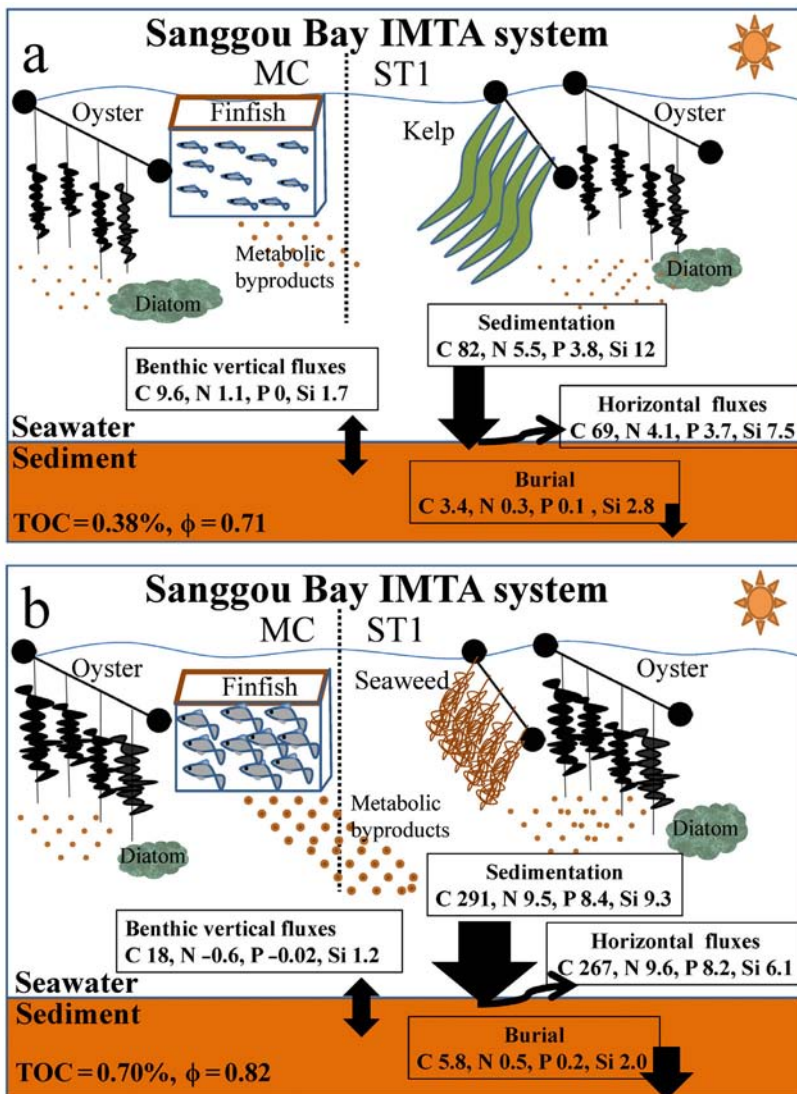 a
Sanggou Bay IMTA system
MC ST1
Oyster
Finfish
Kelp
Oyster
Metabolic
byproducts
Diatom
Diatom
Sedimentation
C 82, N 5.5, P 3.8, Si 12
Benthic vertical fluxes
C 9.6, N 1.1, P 0, Si 1.7
Horizontal fluxes
C 69, N 4.1, P 3.7, Si 7.5
Seawater
Sediment
Burial
C 3.4, N 0.3, P 0.1 , Si 2.8
TOC=0.38%, ϕ=0.71
b
Sanggou Bay IMTA system
MC ST1
Oyster
Finfish
Seaweed
Oyster
Metabolic
byproducts
Diatom
Diatom
Sedimentation
C 291, N 9.5, P 8.4, Si 9.3
Benthic vertical fluxes
C 18, N –0.6, P –0.02, Si 1.2
Horizontal fluxes
C 267, N 9.6, P 8.2, Si 6.1
Seawater
Sediment
Burial
C 5.8, N 0.5, P 0.2, Si 2.0
TOC=0.70%, ϕ=0.82